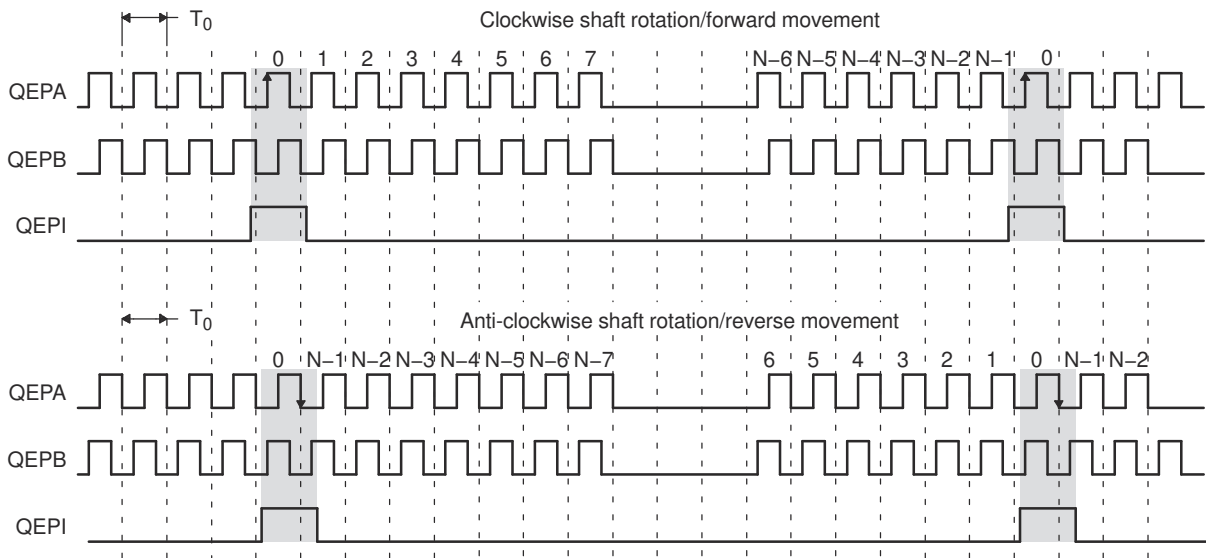 T0
Clockwise shaft rotation/forward movement
0 1 2 3 4 5 6 7 N−6 N−5 N−4 N−3 N−2 N−1 0
QEPA
QEPB
QEPI
T0
Anti-clockwise shaft rotation/reverse movement
0 N−1 N−2 N−3 N−4 N−5 N−6 N−7 6 5 4 3 2 1 0 N−1 N−2
QEPA
QEPB
QEPI